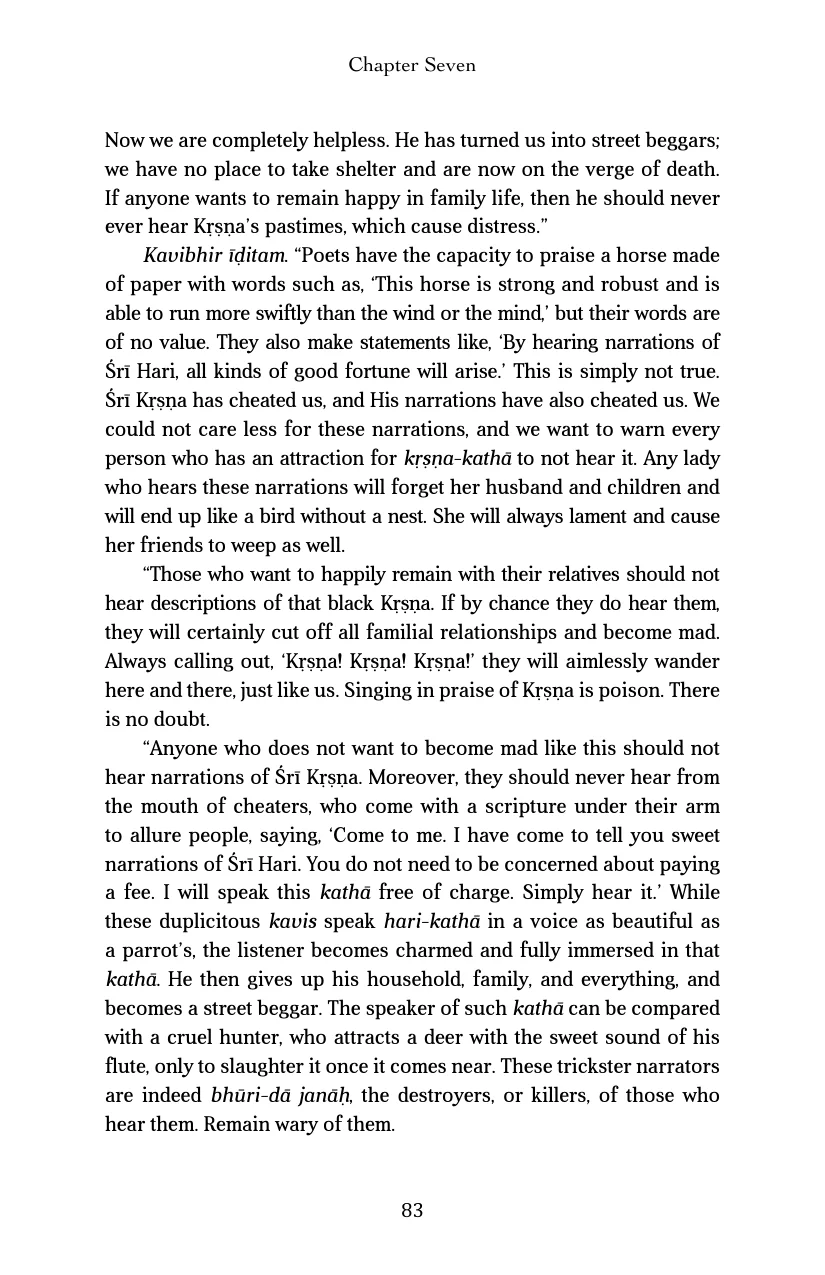 Chapter Seven
Now we are completely helpless. He has turned us into street beggars;
we have no place to take shelter and are now on the verge of death.
If anyone wants to remain happy in family life, then he should never
ever hear Kṛṣṇa’s pastimes, which cause distress.”
Kavibhir īḍitam. “Poets have the capacity to praise a horse made
of paper with words such as, ‘This horse is strong and robust and is
able to run more swiftly than the wind or the mind,’ but their words are
of no value. They also make statements like, ‘By hearing narrations of
Śrī Hari, all kinds of good fortune will arise.’ This is simply not true.
Śrī Kṛṣṇa has cheated us, and His narrations have also cheated us. We
could not care less for these narrations, and we want to warn every
person who has an attraction for kṛṣṇa-kathā to not hear it. Any lady
who hears these narrations will forget her husband and children and
will end up like a bird without a nest. She will always lament and cause
her friends to weep as well.
“Those who want to happily remain with their relatives should not
hear descriptions of that black Kṛṣṇa. If by chance they do hear them,
they will certainly cut off all familial relationships and become mad.
Always calling out, ‘Kṛṣṇa! Kṛṣṇa! Kṛṣṇa!’ they will aimlessly wander
here and there, just like us. Singing in praise of Kṛṣṇa is poison. There
is no doubt.
“Anyone who does not want to become mad like this should not
hear narrations of Śrī Kṛṣṇa. Moreover, they should never hear from
the mouth of cheaters, who come with a scripture under their arm
to allure people, saying, ‘Come to me. I have come to tell you sweet
narrations of Śrī Hari. You do not need to be concerned about paying
a fee. I will speak this kathā free of charge. Simply hear it.’ While
these duplicitous kavis speak hari-kathā in a voice as beautiful as
a parrot’s, the listener becomes charmed and fully immersed in that
kathā. He then gives up his household, family, and everything, and
becomes a street beggar. The speaker of such kathā can be compared
with a cruel hunter, who attracts a deer with the sweet sound of his
flute, only to slaughter it once it comes near. These trickster narrators
are indeed bhūri-dā janāḥ, the destroyers, or killers, of those who
hear them. Remain wary of them.
83